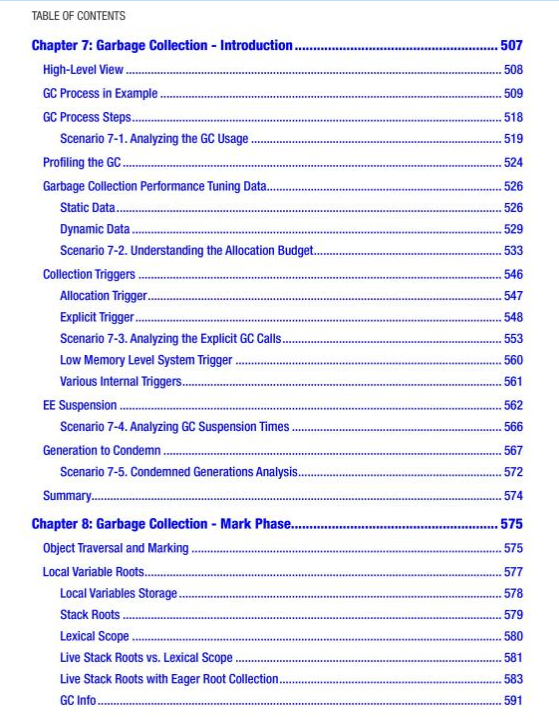 TABLE OF CONTENTS
Chapter 7: Garbage Collection - Introduction ........................................................ 507
High-Level View ........................................................ 508
GC Process in Example ........................................................ 509
GC Process Steps ........................................................ 518
Scenario 7-1. Analyzing the GC Usage ........................................................ 519
Profiling the GC ........................................................ 524
Garbage Collection Performance Tuning Data ........................................................ 526
Static Data ........................................................ 526
Dynamic Data ........................................................ 529
Scenario 7-2. Understanding the Allocation Budget ........................................................ 533
Collection Triggers ........................................................ 546
Allocation Trigger ........................................................ 547
Explicit Trigger ........................................................ 548
Scenario 7-3. Analyzing the Explicit GC Calls ........................................................ 553
Low Memory Level System Trigger ........................................................ 560
Various Internal Triggers ........................................................ 561
EE Suspension ........................................................ 562
Scenario 7-4. Analyzing GC Suspension Times ........................................................ 566
Generation to Condemn ........................................................ 567
Scenario 7-5. Condemned Generations Analysis ........................................................ 572
Summary ........................................................ 574
Chapter 8: Garbage Collection - Mark Phase ........................................................ 575
Object Traversal and Marking ........................................................ 575
Local Variable Roots ........................................................ 577
Local Variables Storage ........................................................ 578
Stack Roots ........................................................ 579
Lexical Scope ........................................................ 580
Live Stack Roots vs. Lexical Scope ........................................................ 581
Live Stack Roots with Eager Root Collection ........................................................ 583
GC Info ........................................................ 591